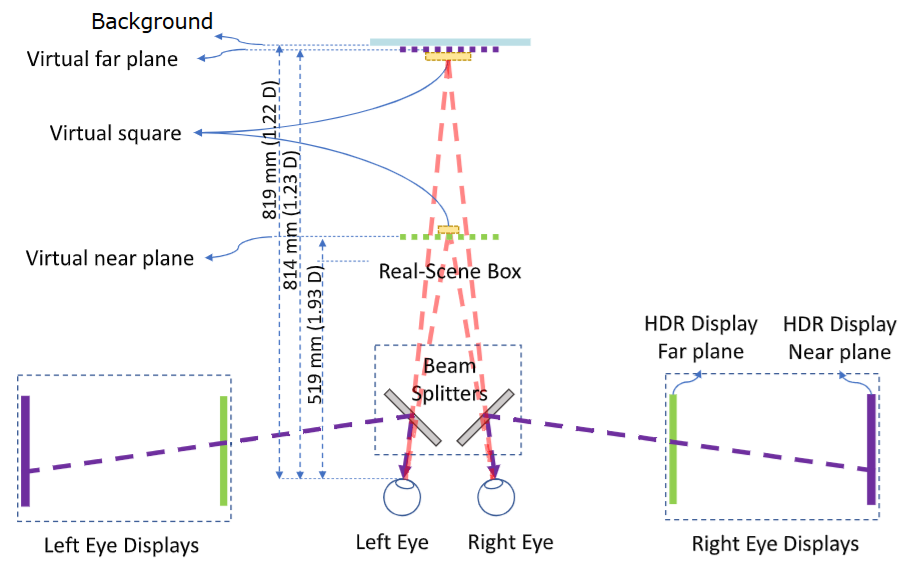 Background
Virtual far plane
Virtual square
819 mm (1.22 D)
814 mm (1.23 D)
Virtual near plane
519 mm (1.93 D)
Real-Scene Box
HDR Display
Far plane
HDR Display
Near plane
Beam
Splitters
Left Eye Displays
Left Eye
Right Eye
Right Eye Displays